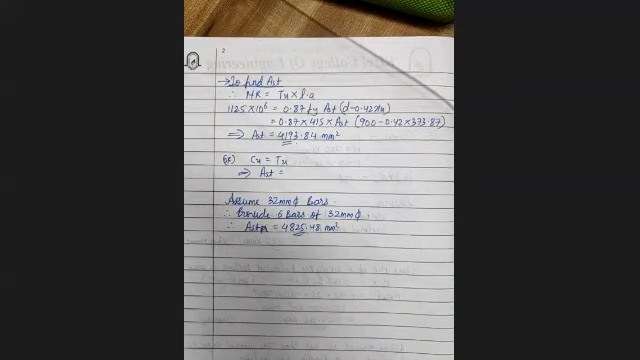 2
→ To find Ast
∴ MR = Tu × l.a
1125 × 10⁶ = 0.87 fy Ast (d - 0.42xu)
= 0.87 × 415 × Ast (900 - 0.42 × 373.87)
⇒ Ast = 4193.84 mm²
OR) Cu = Tu
⇒ Ast =
Assume 32mmϕ Bars
∴ Provide 6 Bars of 32mmϕ
∴ Astpr = 4825.48 mm²